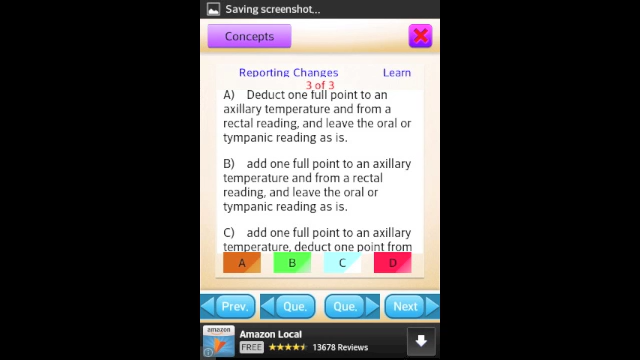 Saving screenshot...
Concepts
Reporting Changes Learn
3 of 3
A) Deduct one full point to an
axillary temperature and from a
rectal reading, and leave the oral or
tympanic reading as is.
B) add one full point to an axillary
temperature and from a rectal
reading, and leave the oral or
tympanic reading as is.
C) add one full point to an axillary
temperature, deduct one point from
A B C D
Prev. Que. Que. Next
amazon
Amazon Local
FREE 13678 Reviews